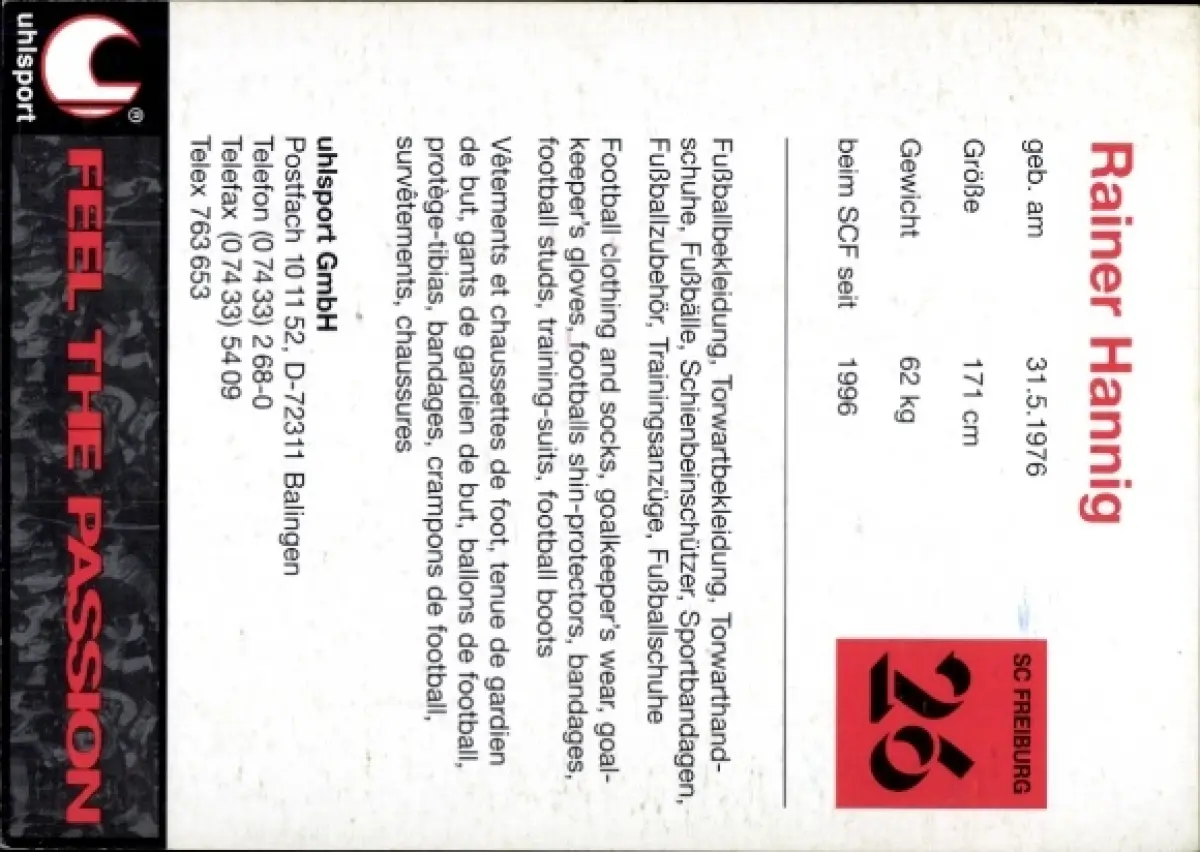 Rainer Hannig
geb. am 31.5.1976
Größe 171 cm
Gewicht 62 kg
beim SCF seit 1996
SC FREIBURG
26
Fußballbekleidung, Torwartbekleidung, Torwarthand-
schuhe, Fußbälle, Schienbeinschützer, Sportbandagen,
Fußballzubehör, Trainingsanzüge, Fußballschuhe
Football clothing and socks, goalkeeper's wear, goal-
keeper's gloves, footballs shin-protectors, bandages,
football studs, training-suits, football boots
Vêtements et chaussettes de foot, tenue de gardien
de but, gants de gardien de but, ballons de football,
protège-tibias, bandages, crampons de football,
survêtements, chaussures
uhlsport GmbH
Postfach 10 11 52, D-72311 Balingen
Telefon (0 74 33) 2 68-0
Telefax (0 74 33) 54 09
Telex 763 653
uhlsport ®
FEEL THE PASSION